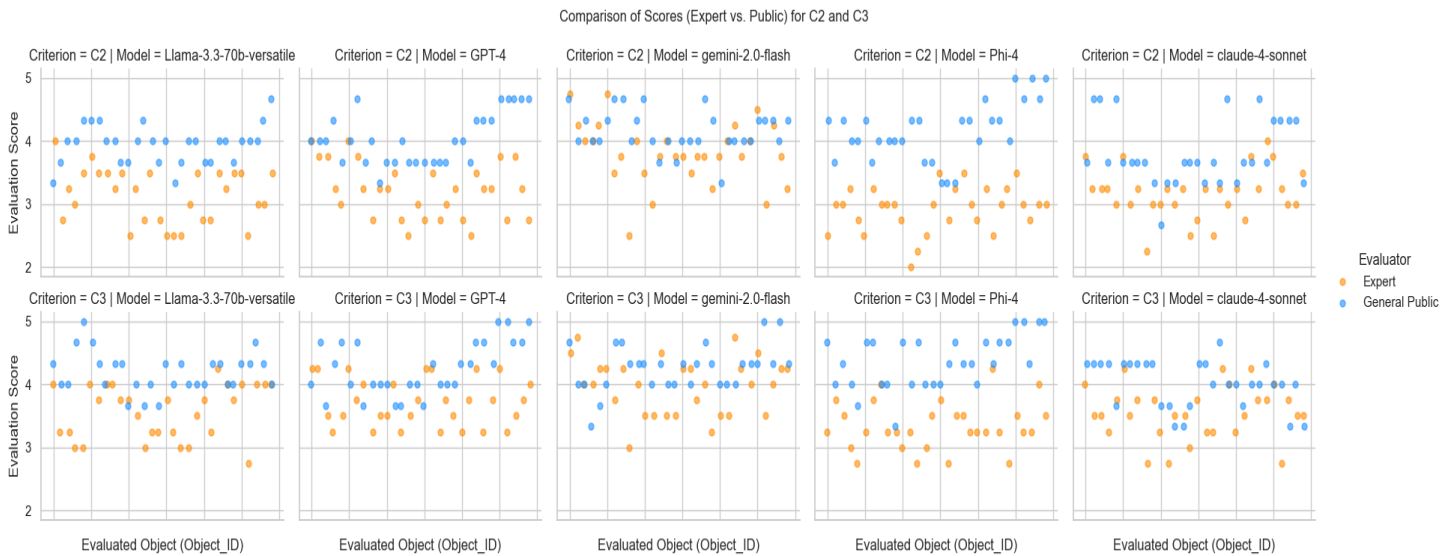 Comparison of Scores (Expert vs. Public) for C2 and C3
Criterion = C2 | Model = Llama-3.3-70b-versatile
Criterion = C2 | Model = GPT-4
Criterion = C2 | Model = gemini-2.0-flash
Criterion = C2 | Model = Phi-4
Criterion = C2 | Model = claude-4-sonnet
5
4
3
2
Evaluation Score
Criterion = C3 | Model = Llama-3.3-70b-versatile
Criterion = C3 | Model = GPT-4
Criterion = C3 | Model = gemini-2.0-flash
Criterion = C3 | Model = Phi-4
Criterion = C3 | Model = claude-4-sonnet
5
4
3
2
Evaluation Score
Evaluated Object (Object_ID)
Evaluated Object (Object_ID)
Evaluated Object (Object_ID)
Evaluated Object (Object_ID)
Evaluated Object (Object_ID)
Evaluator
Expert
General Public